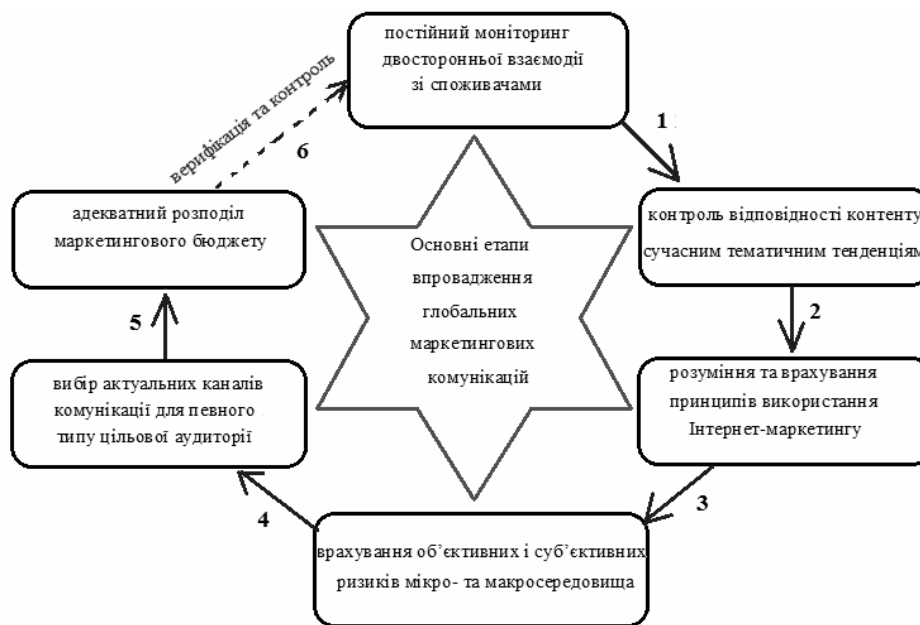 постійний моніторинг
двосторонньої взаємодії
зі споживачами
1
контроль відповідності контенту
сучасним тематичним тенденціям
2
розуміння та врахування
принципів використання
Інтернет-маркетингу
3
врахування об’єктивних і суб’єктивних
ризиків мікро- та макросередовища
4
вибір актуальних каналів
комунікації для певного
типу цільової аудиторії
5
адекватний розподіл
маркетингового бюджету
6
верифікація та контроль
Основні етапи
впровадження
глобальних
маркетингових
комунікацій